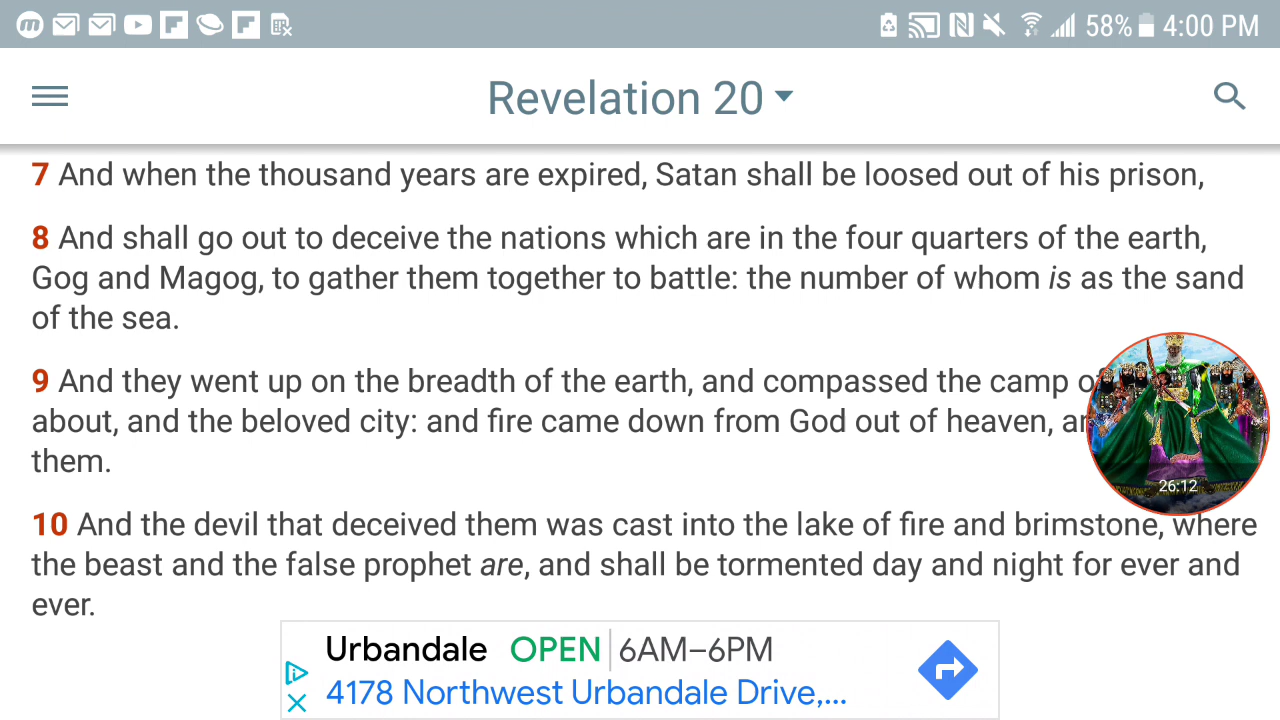 58% 4:00 PM
Revelation 20
7 And when the thousand years are expired, Satan shall be loosed out of his prison,
8 And shall go out to deceive the nations which are in the four quarters of the earth,
Gog and Magog, to gather them together to battle: the number of whom is as the sand
of the sea.
9 And they went up on the breadth of the earth, and compassed the camp
about, and the beloved city: and fire came down from God out of heaven,
them.
26:12
10 And the devil that deceived them was cast into the lake of fire and brimstone, where
the beast and the false prophet are, and shall be tormented day and night for ever and
ever.
Urbandale OPEN 6AM–6PM
4178 Northwest Urbandale Drive,...